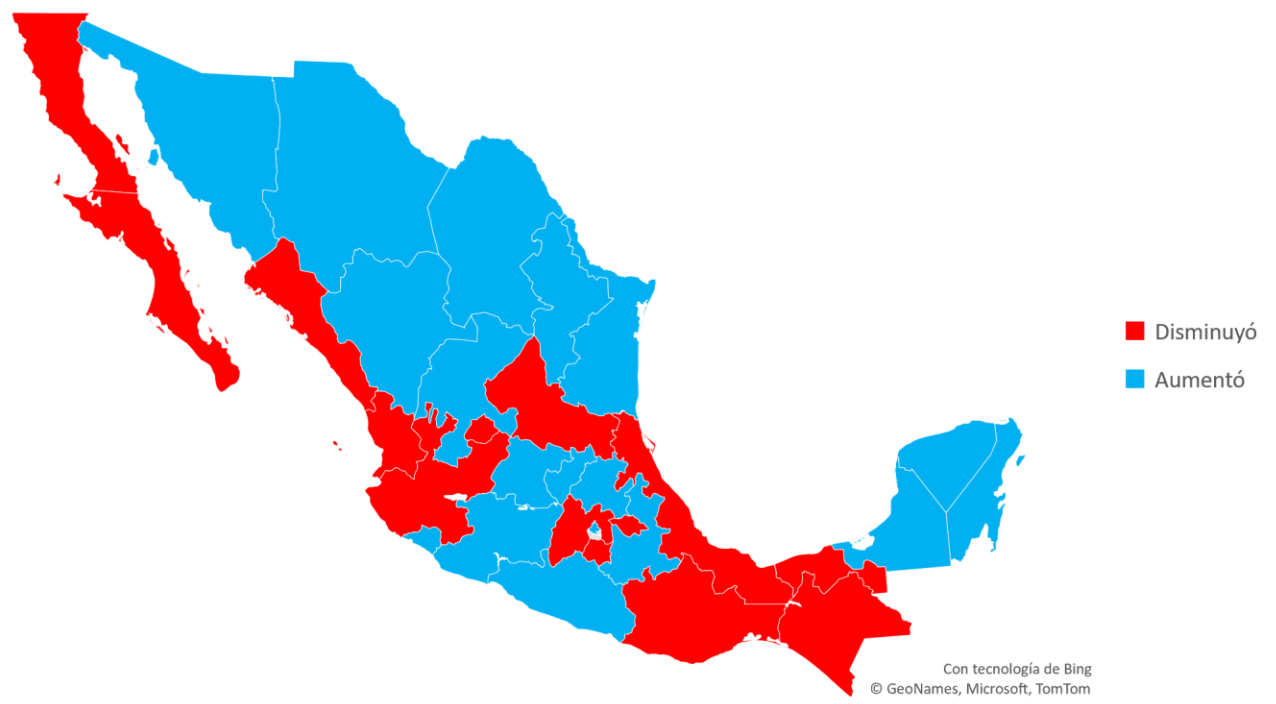 Disminuyó
Aumentó
Con tecnología de Bing
© GeoNames, Microsoft, TomTom